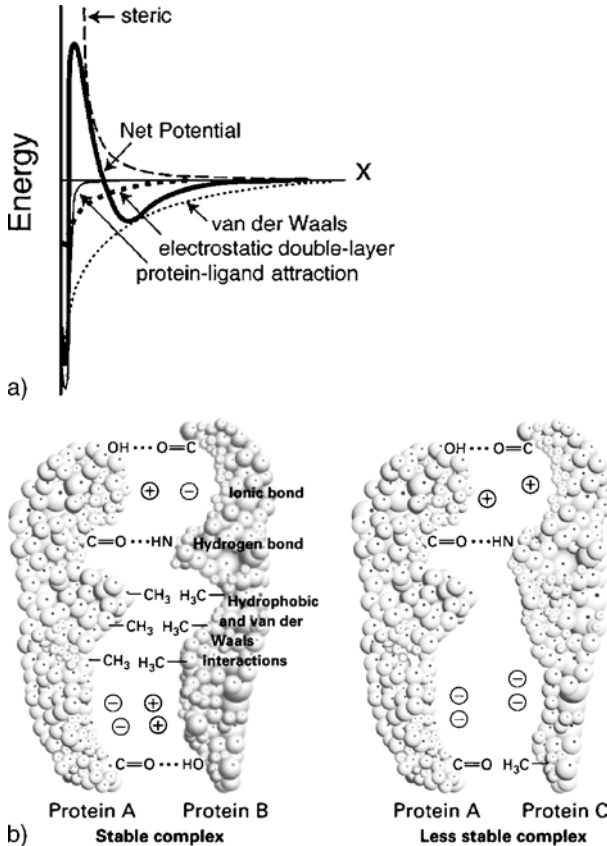 steric
Net Potential
Energy
X
van der Waals
electrostatic double-layer
protein-ligand attraction
a)
OH ••• O=C
OH ••• O=C
⊕ ⊖ Ionic bond
⊕ ⊕
C=O ••• HN Hydrogen bond
C=O ••• HN
CH₃ H₃C Hydrophobic
CH₃ H₃C and van der
Waals
CH₃ H₃C interactions
⊖ ⊕
⊖ ⊕
⊖ ⊖
⊖ ⊖
C=O ••• HO
C=O H₃C
Protein A Protein B
Protein A Protein C
b) Stable complex
Less stable complex